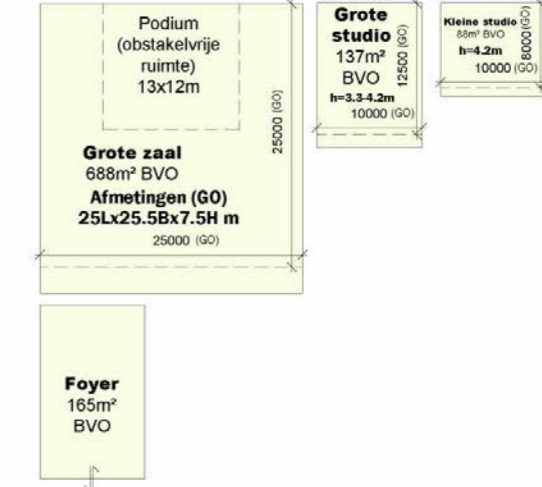 Podium
(obstakelvrije
ruimte)
13x12m
25000 (GO)
Grote zaal
688m² BVO
Afmetingen (GO)
25Lx25.5Bx7.5H m
25000 (GO)
Grote
studio
137m²
BVO
h=3.3-4.2m
12500 (GO)
10000 (GO)
Kleine studio
88m² BVO
h=4.2m
8000 (GO)
10000 (GO)
Foyer
165m²
BVO